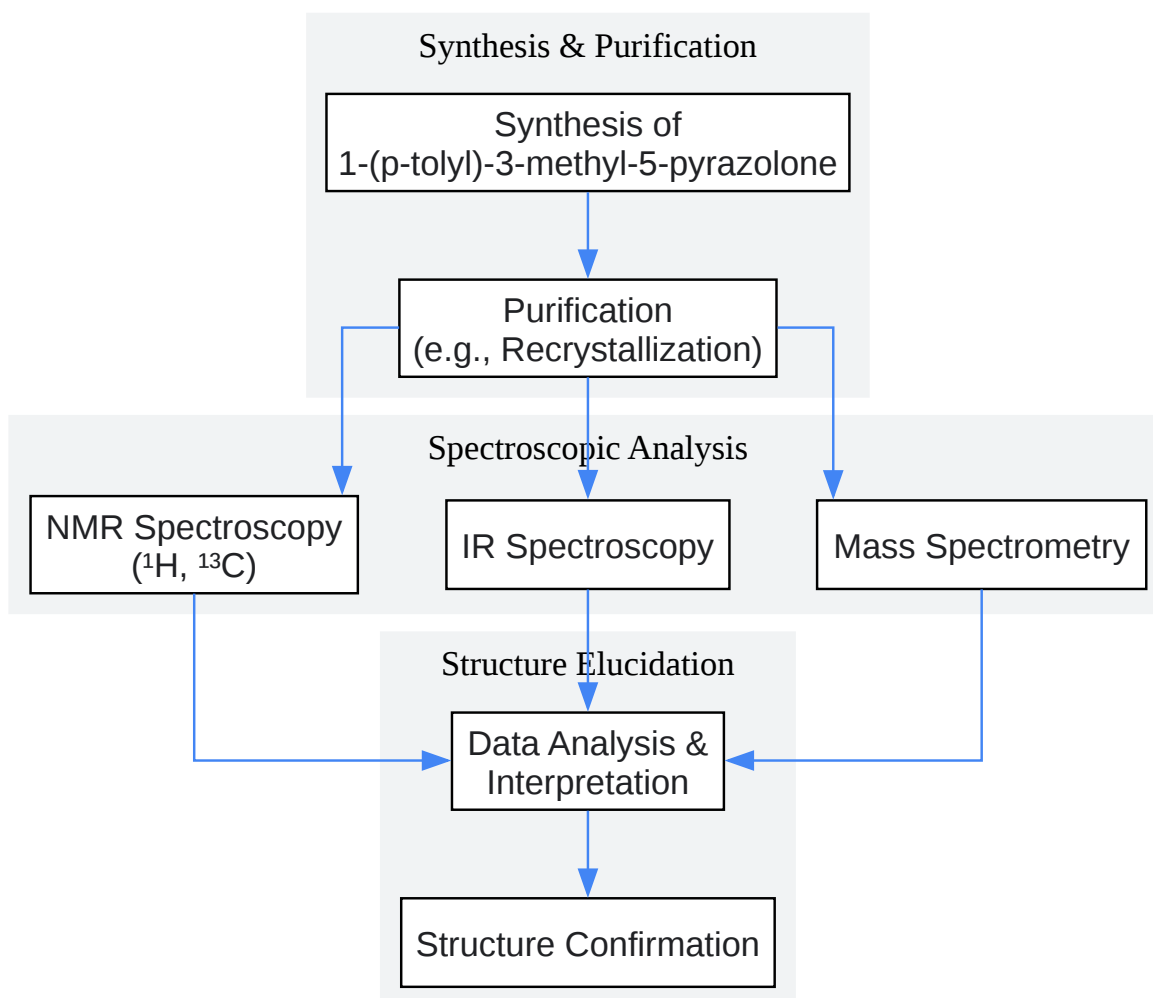 Synthesis & Purification
Synthesis of
1-(p-tolyl)-3-methyl-5-pyrazolone
Purification
(e.g., Recrystallization)
Spectroscopic Analysis
NMR Spectroscopy
(¹H, ¹³C)
IR Spectroscopy
Mass Spectrometry
Structure Elucidation
Data Analysis &
Interpretation
Structure Confirmation